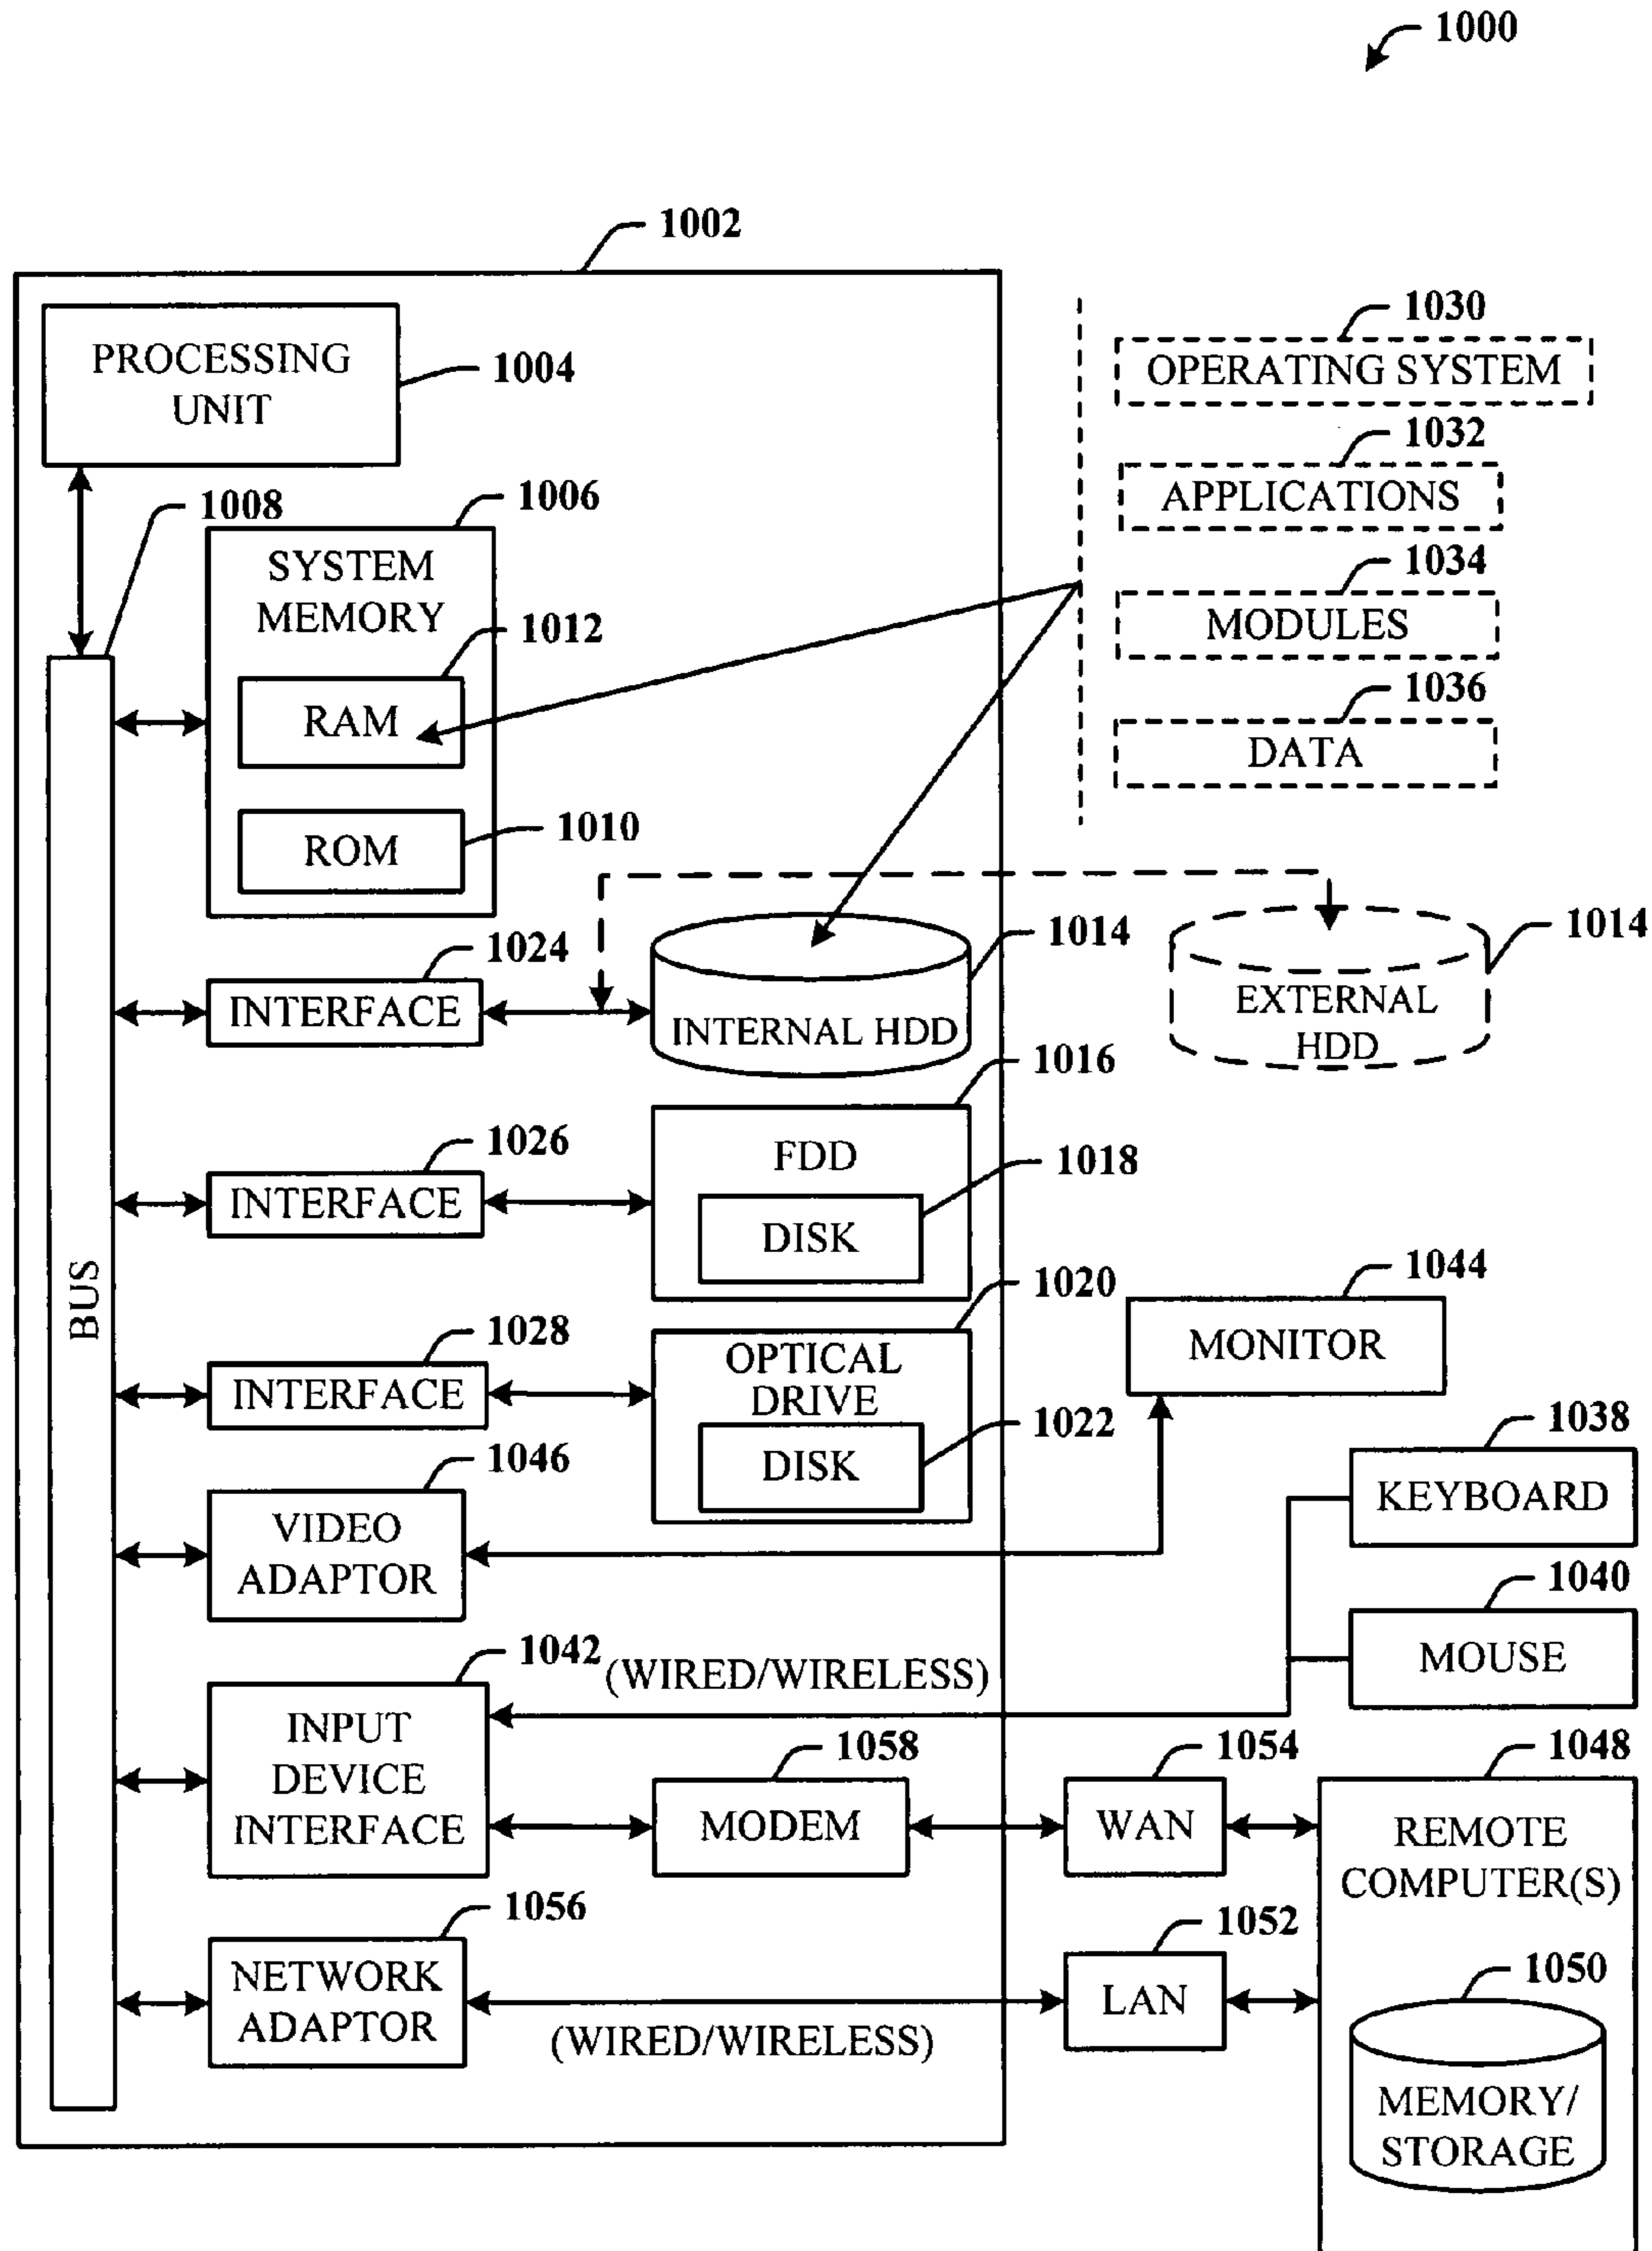 1000
1002
PROCESSING
UNIT
1004
1030
OPERATING SYSTEM
1032
APPLICATIONS
1034
MODULES
1036
DATA
1008
1006
SYSTEM
MEMORY
1012
RAM
1010
ROM
BUS
1024
INTERFACE
1014
INTERNAL HDD
1014
EXTERNAL
HDD
1026
INTERFACE
1016
FDD
1018
DISK
1028
INTERFACE
1020
OPTICAL
DRIVE
1022
DISK
1044
MONITOR
1046
VIDEO
ADAPTOR
1038
KEYBOARD
1040
MOUSE
1042
(WIRED/WIRELESS)
INPUT
DEVICE
INTERFACE
1058
MODEM
1054
WAN
1048
REMOTE
COMPUTER(S)
1056
NETWORK
ADAPTOR
(WIRED/WIRELESS)
1052
LAN
1050
MEMORY/
STORAGE